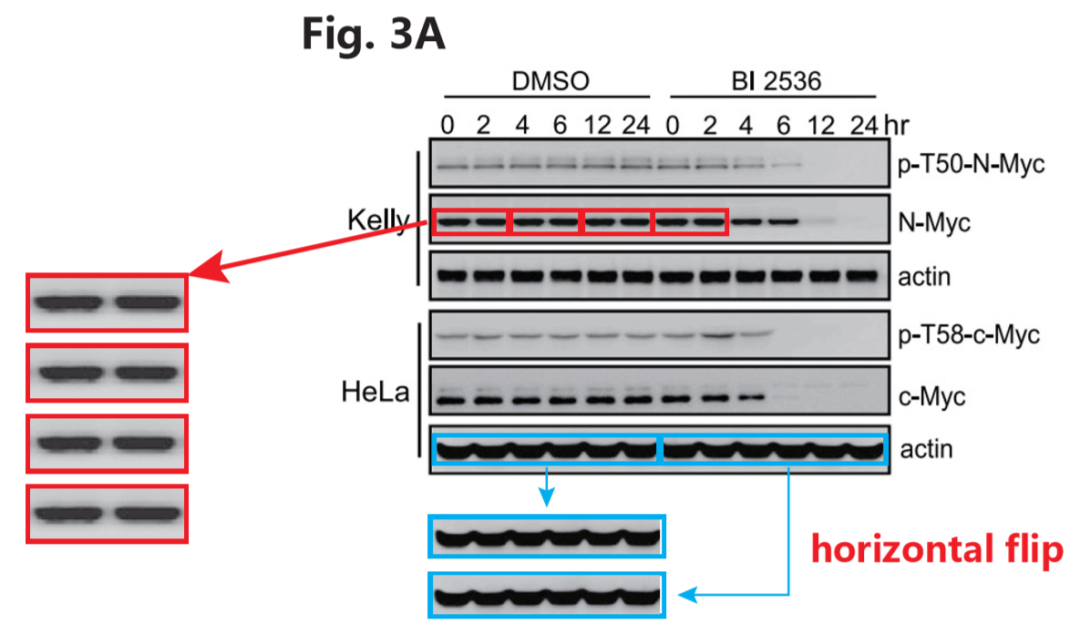 Fig. 3A
DMSO BI 2536
0 2 4 6 12 24 0 2 4 6 12 24 hr
p-T50-N-Myc
Kelly N-Myc
actin
p-T58-c-Myc
HeLa c-Myc
actin
horizontal flip